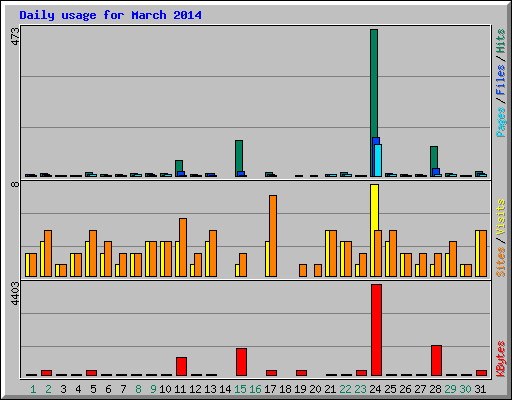 Daily usage for March 2014
473
8
4403
Pages / Files / Hits
Sites / Visits
KBytes
1 2 3 4 5 6 7 8 9 10 11 12 13 14 15 16 17 18 19 20 21 22 23 24 25 26 27 28 29 30 31